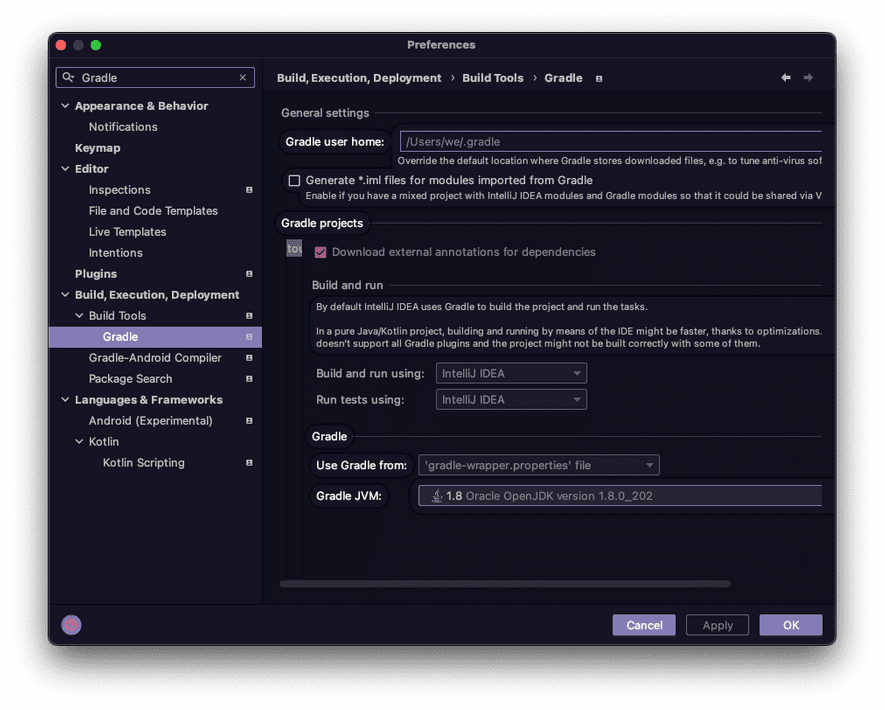 Preferences
Gradle
Appearance & Behavior
Notifications
Keymap
Editor
Inspections
File and Code Templates
Live Templates
Intentions
Plugins
Build, Execution, Deployment
Build Tools
Gradle
Gradle-Android Compiler
Package Search
Languages & Frameworks
Android (Experimental)
Kotlin
Kotlin Scripting
Build, Execution, Deployment › Build Tools › Gradle
General settings
Gradle user home: /Users/we/.gradle
Override the default location where Gradle stores downloaded files, e.g. to tune anti-virus sof
Generate *.iml files for modules imported from Gradle
Enable if you have a mixed project with IntelliJ IDEA modules and Gradle modules so that it could be shared via V
Gradle projects
tou
Download external annotations for dependencies
Build and run
By default IntelliJ IDEA uses Gradle to build the project and run the tasks.
In a pure Java/Kotlin project, building and running by means of the IDE might be faster, thanks to optimizations.
doesn't support all Gradle plugins and the project might not be built correctly with some of them.
Build and run using: IntelliJ IDEA
Run tests using: IntelliJ IDEA
Gradle
Use Gradle from: 'gradle-wrapper.properties' file
Gradle JVM: 1.8 Oracle OpenJDK version 1.8.0_202
Cancel Apply OK